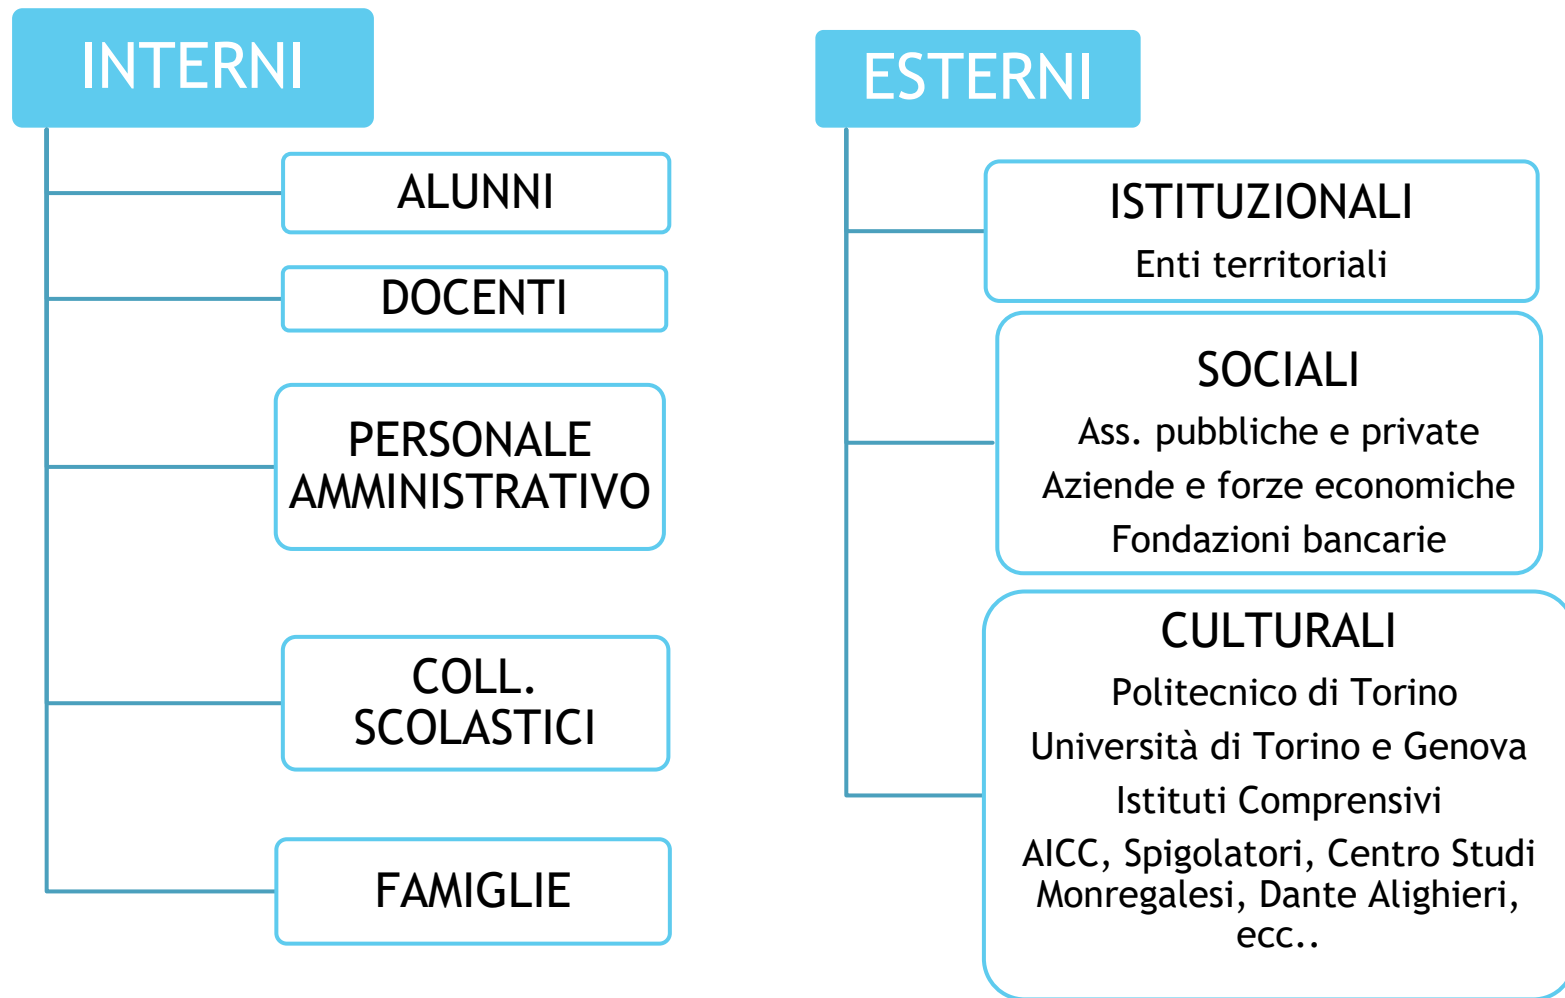 INTERNI
ALUNNI
DOCENTI
PERSONALE
AMMINISTRATIVO
COLL.
SCOLASTICI
FAMIGLIE
ESTERNI
ISTITUZIONALI
Enti territoriali
SOCIALI
Ass. pubbliche e private
Aziende e forze economiche
Fondazioni bancarie
CULTURALI
Politecnico di Torino
Università di Torino e Genova
Istituti Comprensivi
AICC, Spigolatori, Centro Studi
Monregalesi, Dante Alighieri,
ecc..